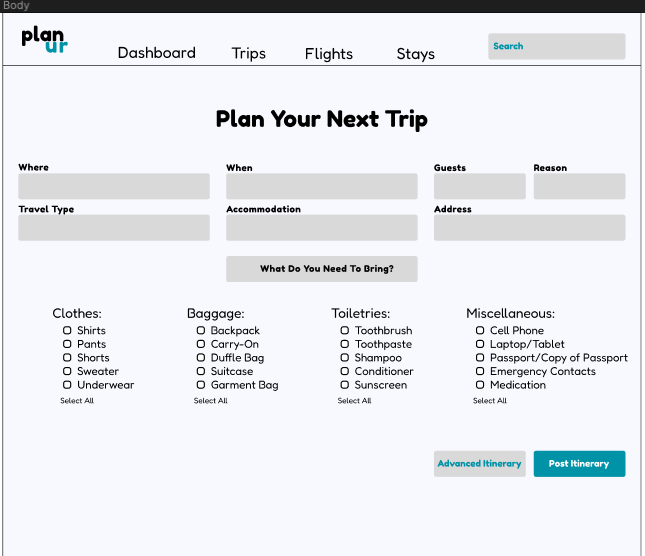 Body
plan
ur
Dashboard Trips Flights Stays Search
Plan Your Next Trip
Where When Guests Reason
Travel Type Accommodation Address
What Do You Need To Bring?
Clothes: Baggage: Toiletries: Miscellaneous:
Shirts Backpack Toothbrush Cell Phone
Pants Carry-On Toothpaste Laptop/Tablet
Shorts Duffle Bag Shampoo Passport/Copy of Passport
Sweater Suitcase Conditioner Emergency Contacts
Underwear Garment Bag Sunscreen Medication
Select All Select All Select All Select All
Advanced Itinerary Post Itinerary